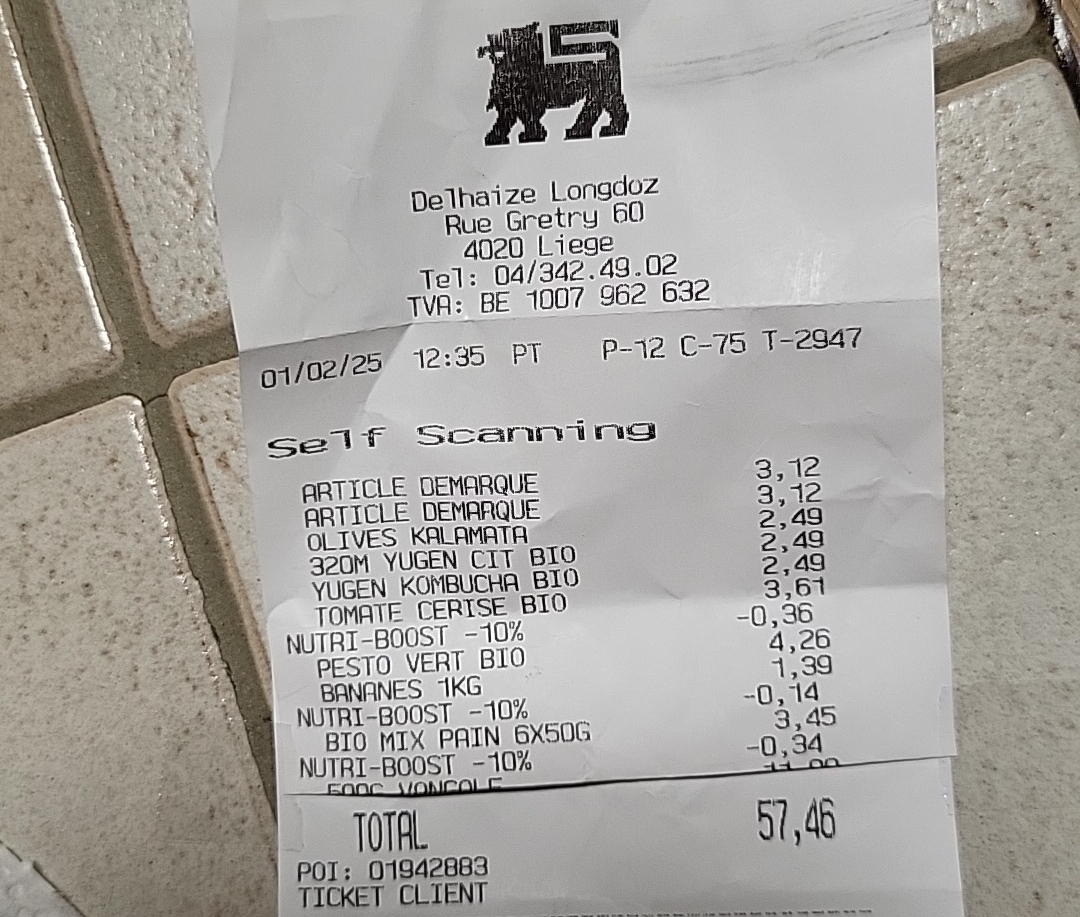 Delhaize Longdoz
Rue Gretry 60
4020 Liege
Tel: 04/342.49.02
TVA: BE 1007 962 632
01/02/25 12:35 PT P-12 C-75 T-2947
Self Scanning
ARTICLE DEMARQUE 3,12
ARTICLE DEMARQUE 3,12
OLIVES KALAMATA 2,49
320M YUGEN CIT BIO 2,49
YUGEN KOMBUCHA BIO 2,49
TOMATE CERISE BIO 3,61
NUTRI-BOOST -10% -0,36
PESTO VERT BIO 4,26
BANANES 1KG 1,39
NUTRI-BOOST -10% -0,14
BIO MIX PAIN 6X50G 3,45
NUTRI-BOOST -10% -0,34
VONGOLE
TOTAL 57,46
POI: 01942883
TICKET CLIENT